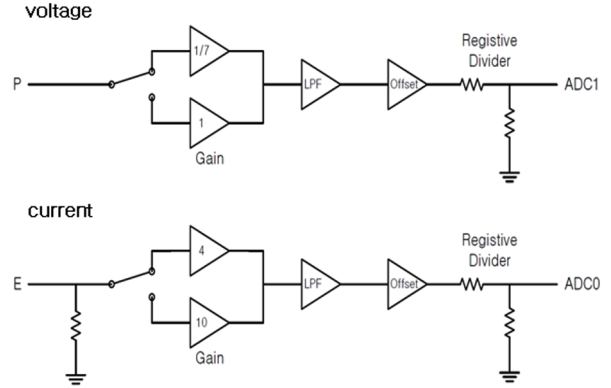 voltage
P
1/7
1
Gain
LPF
Offset
Registive
Divider
ADC1
current
E
4
10
Gain
LPF
Offset
Registive
Divider
ADC0